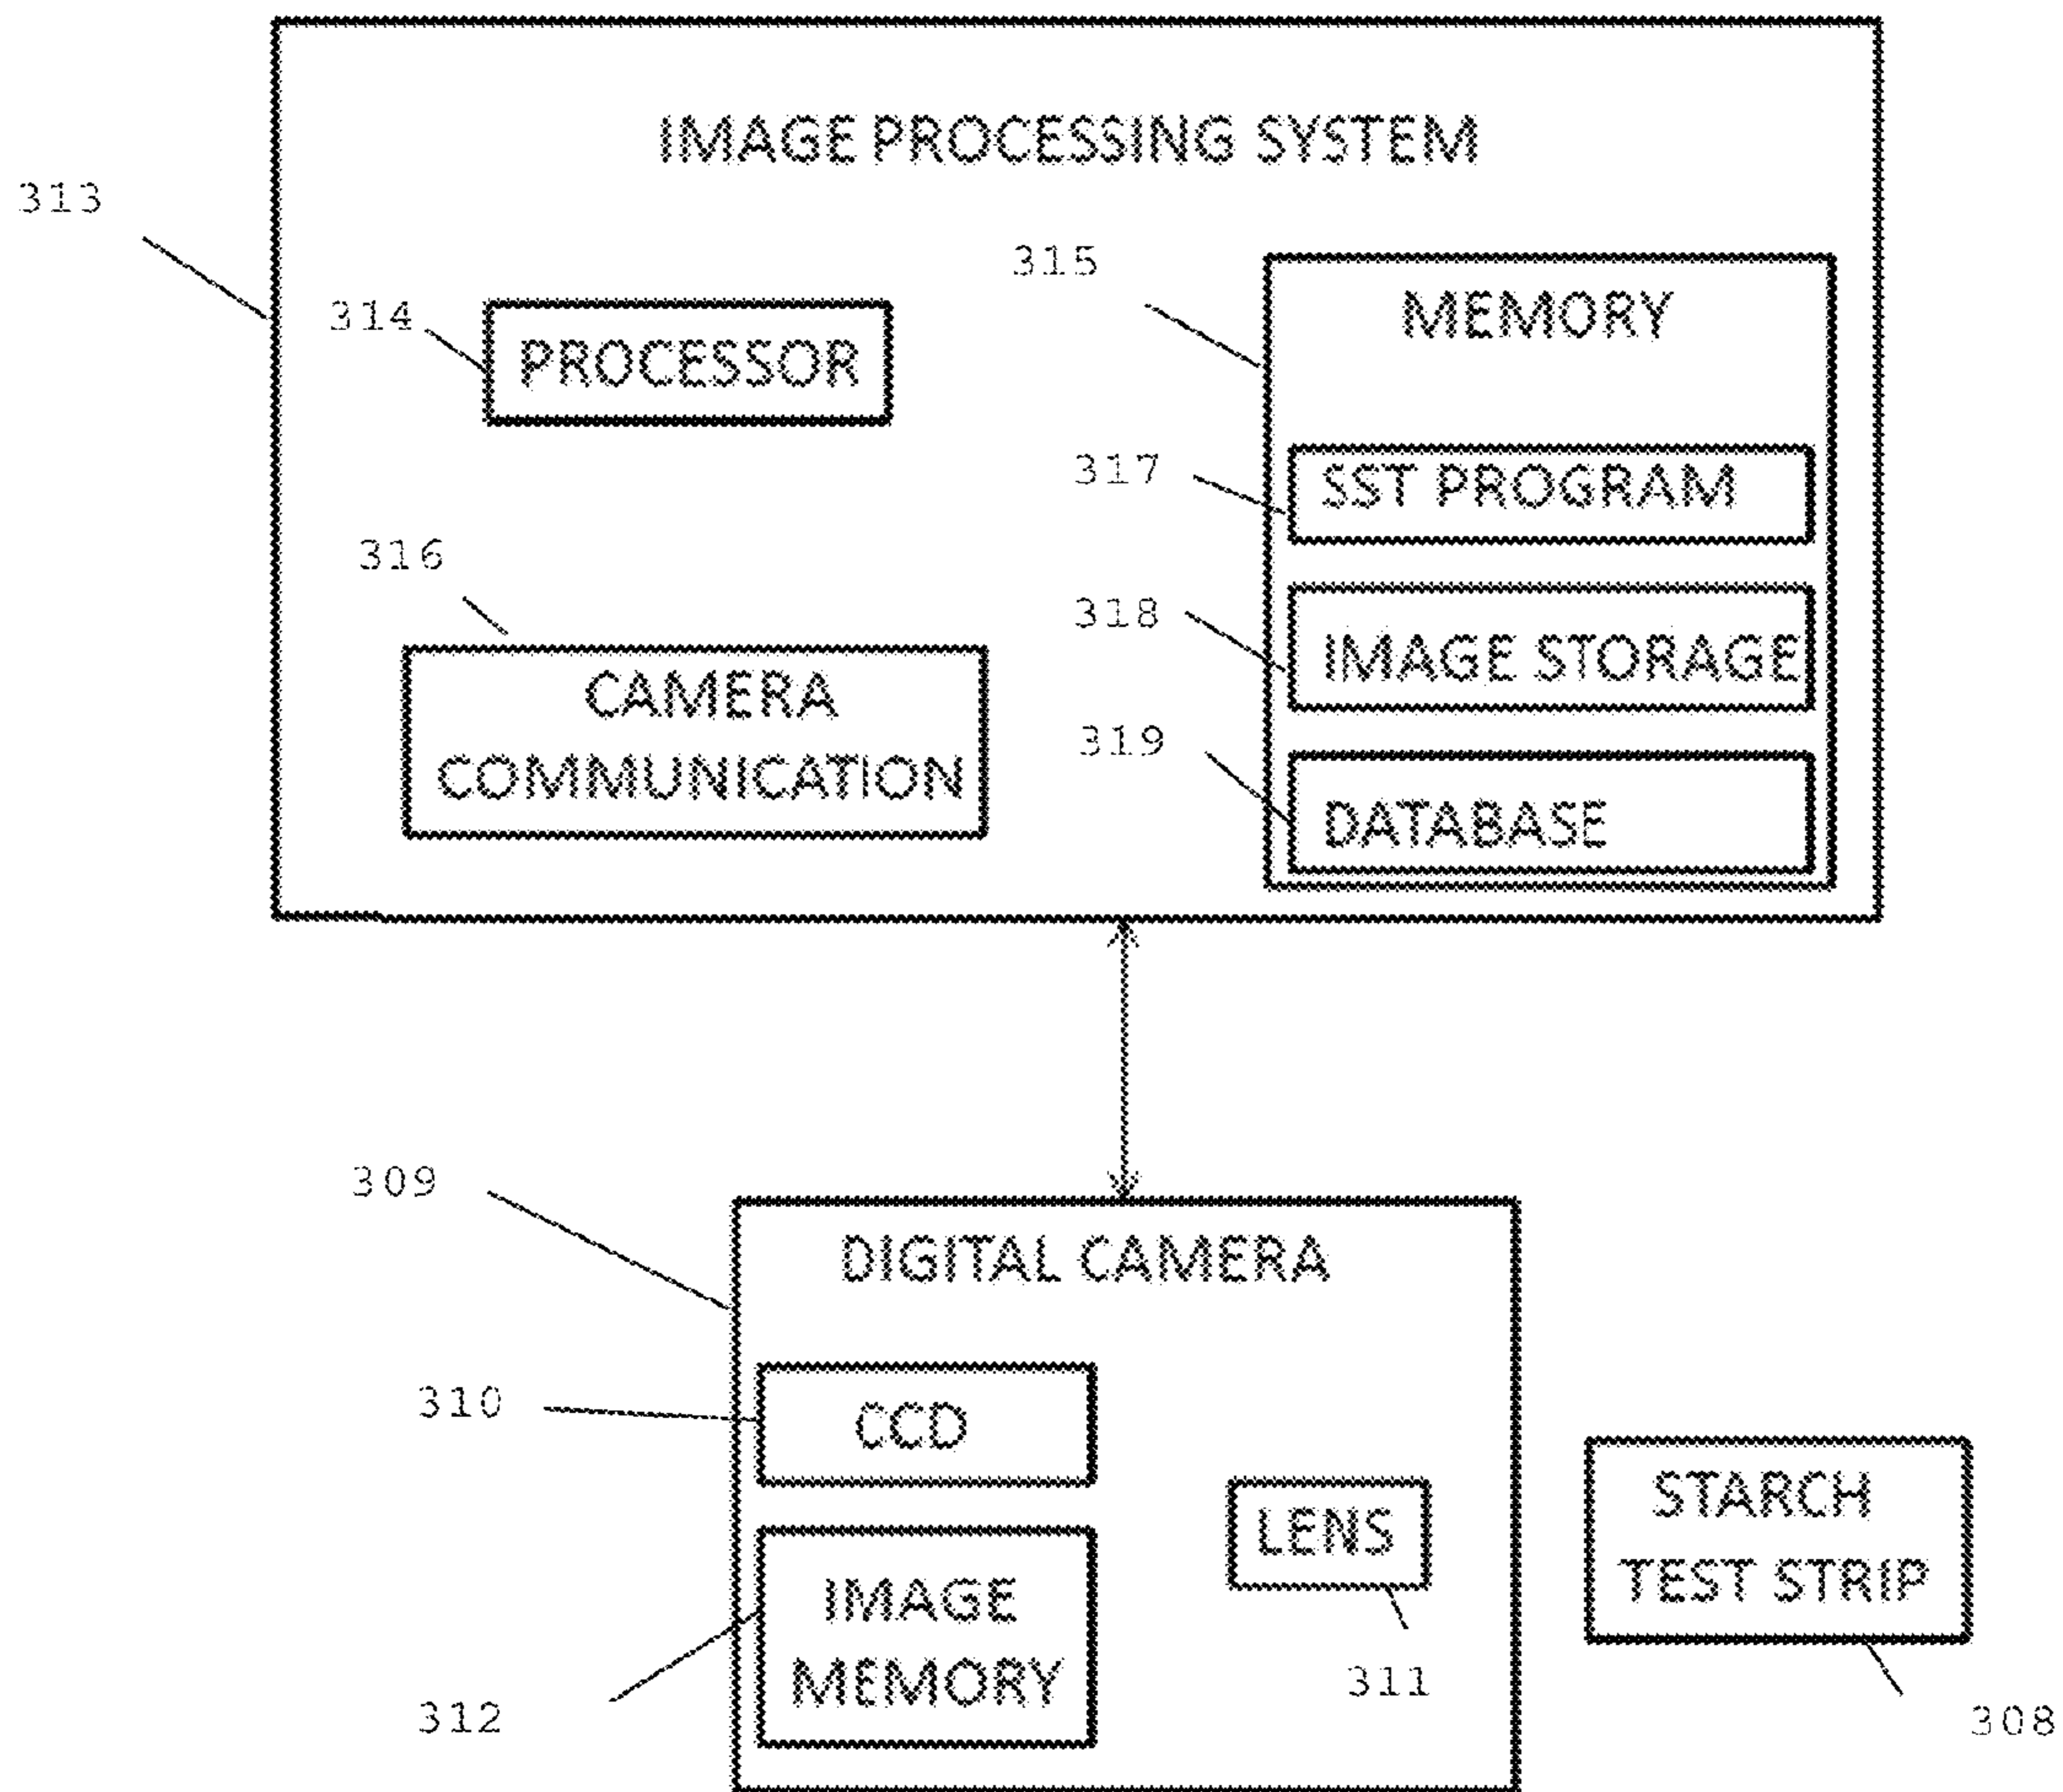 IMAGE PROCESSING SYSTEM
313
315
MEMORY
314
PROCESSOR
317
SST PROGRAM
316
318
IMAGE STORAGE
CAMERA
COMMUNICATION
319
DATABASE
309
DIGITAL CAMERA
310
CCD
LENS
311
IMAGE
MEMORY
312
STARCH
TEST STRIP
308